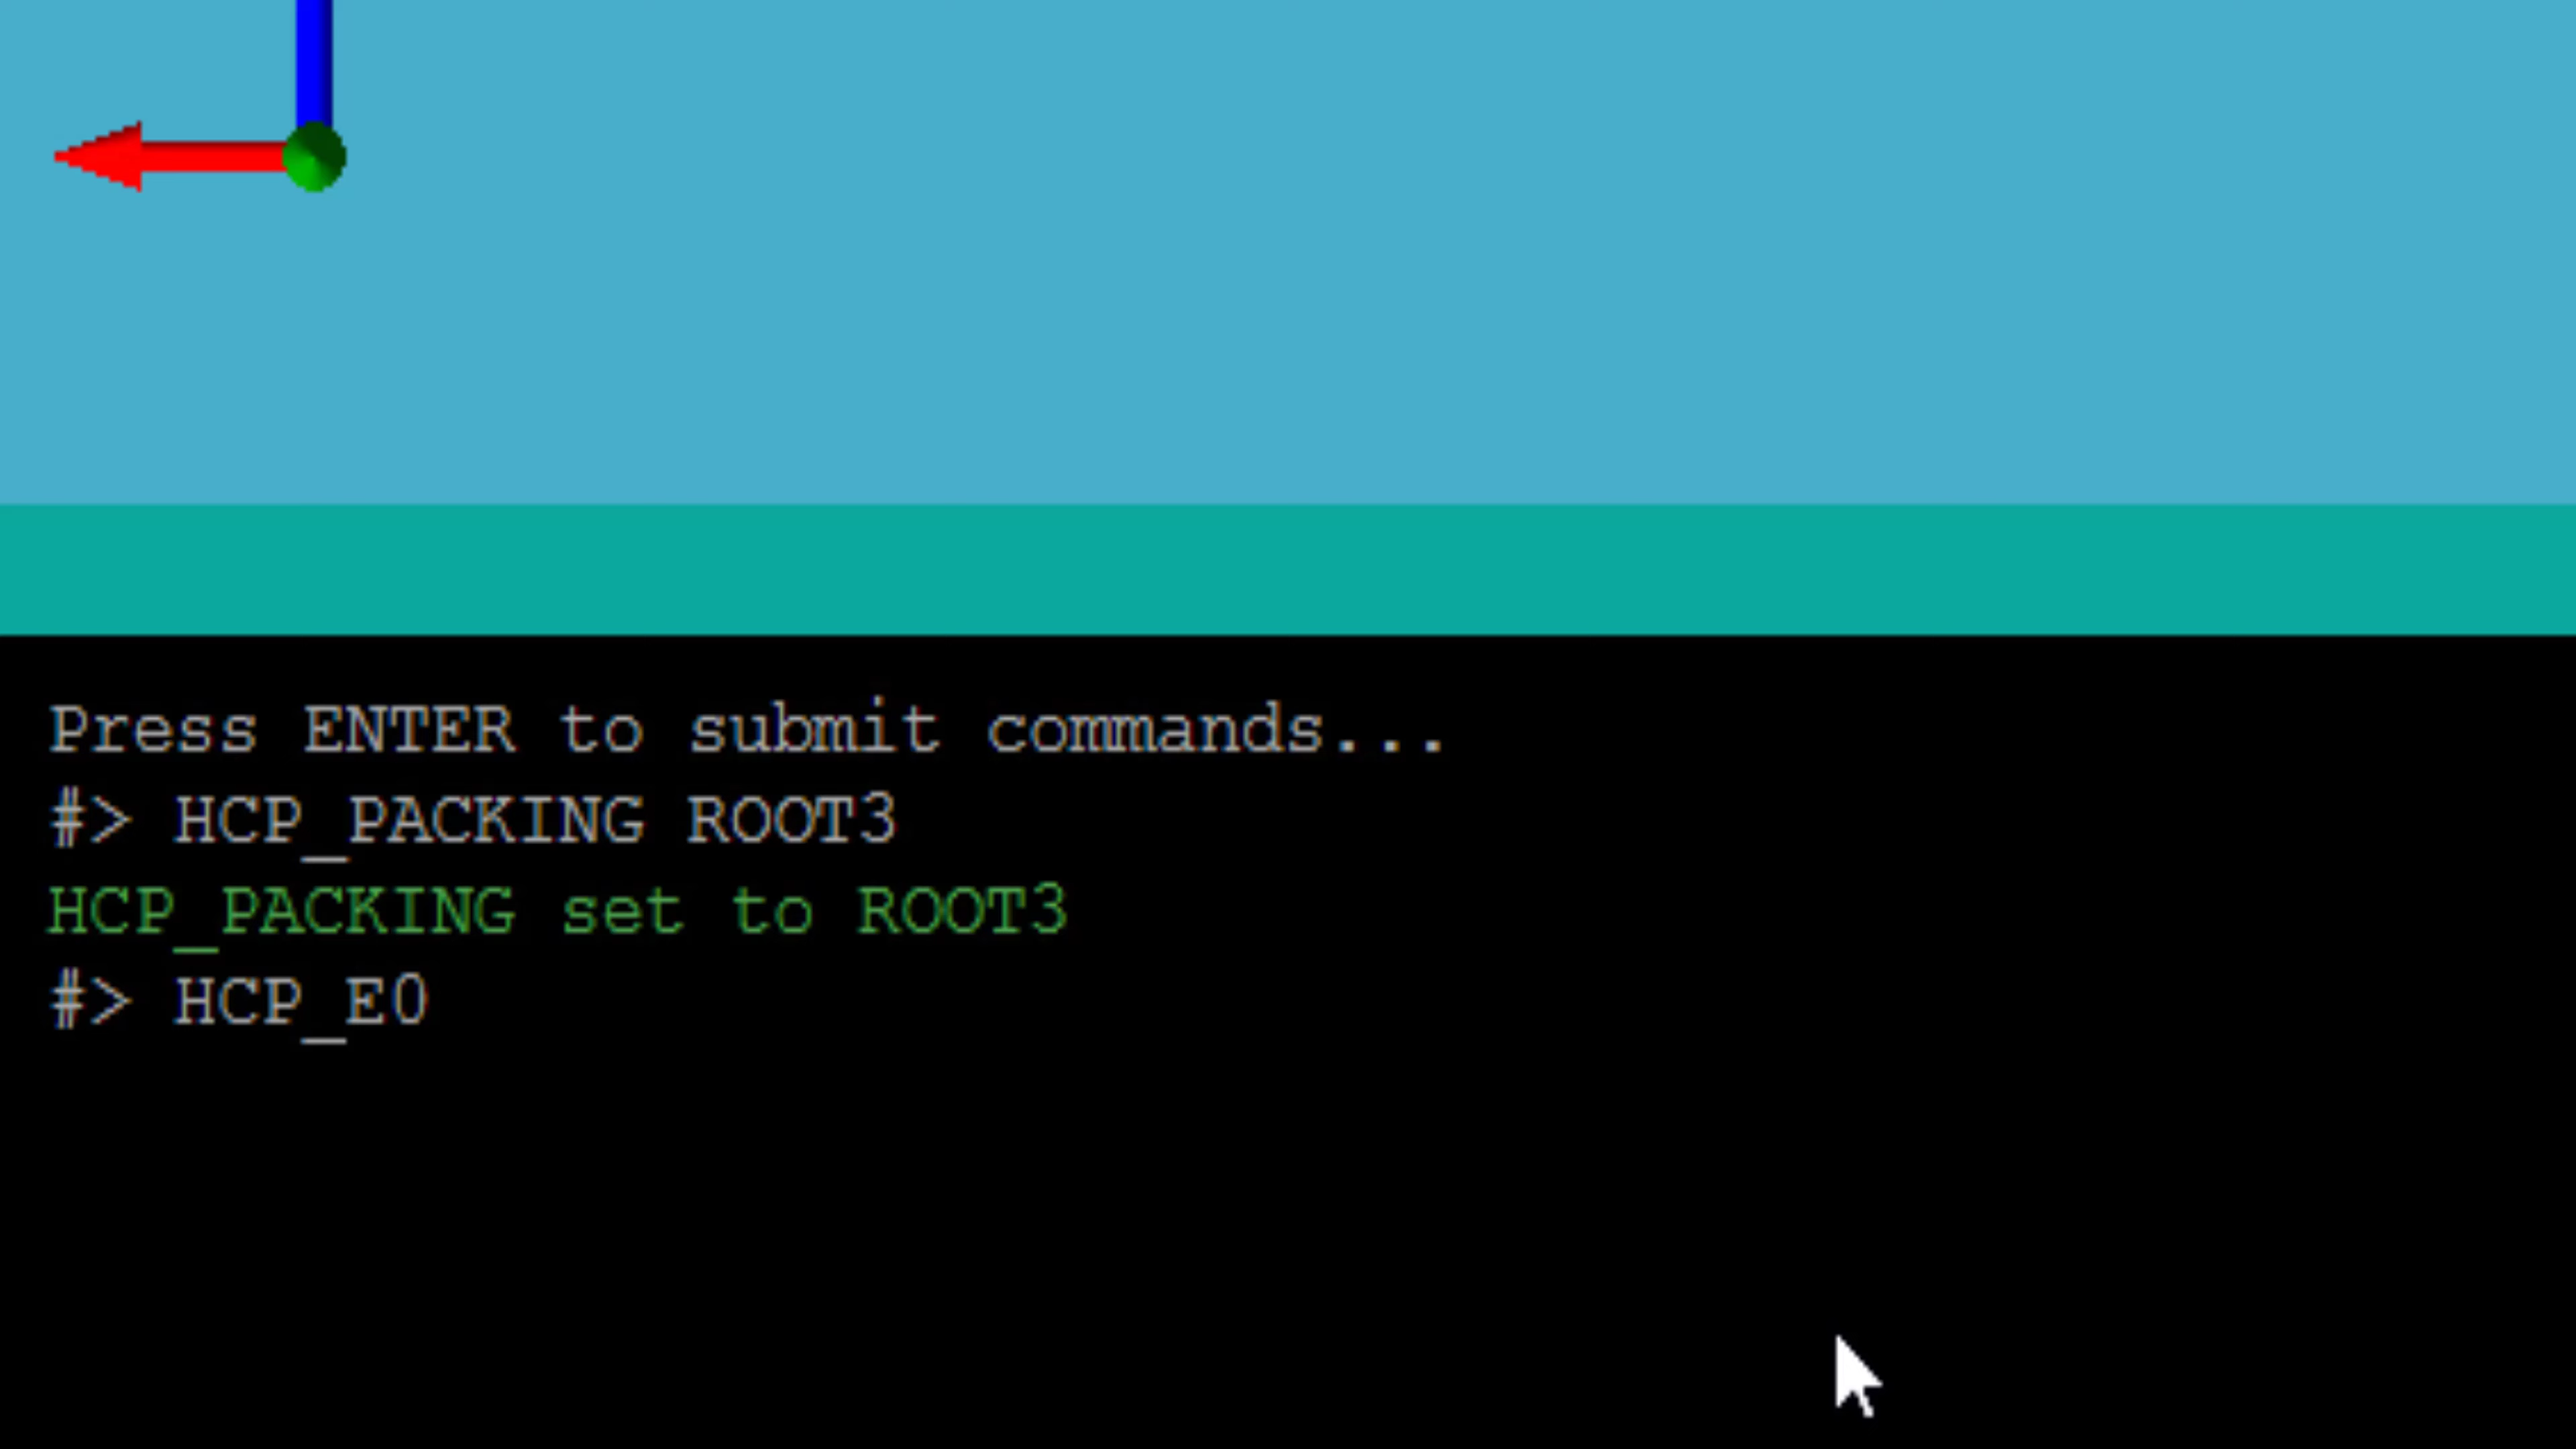 Press ENTER to submit commands...
#> HCP_PACKING ROOT3
HCP_PACKING set to ROOT3
#> HCP_E0